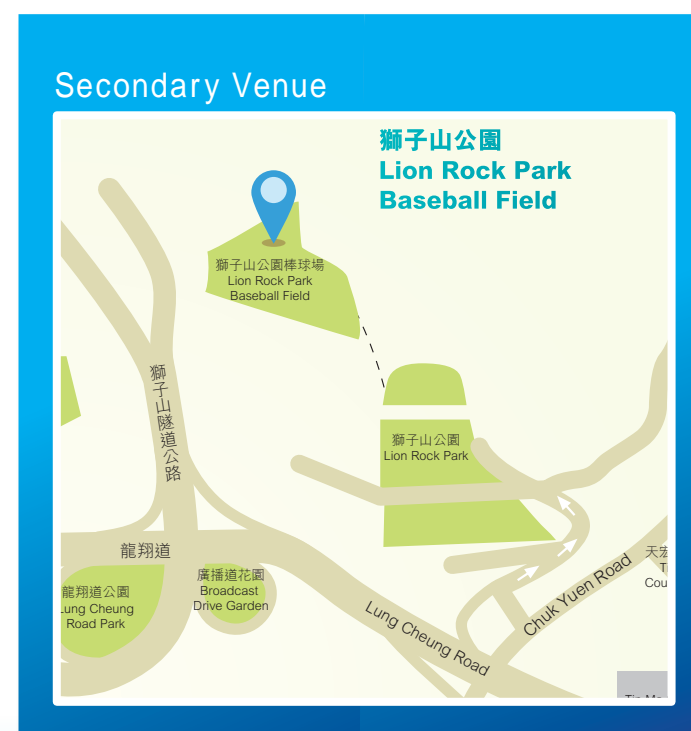 Secondary Venue
獅子山公園
Lion Rock Park
Baseball Field
獅子山公園棒球場
Lion Rock Park
Baseball Field
獅子山隧道公路
獅子山公園
Lion Rock Park
龍翔道
廣播道花園
Broadcast
Drive Garden
龍翔道公園
Lung Cheung
Road Park
Lung Cheung Road
Chuk Yuen Road
天宏
Cou